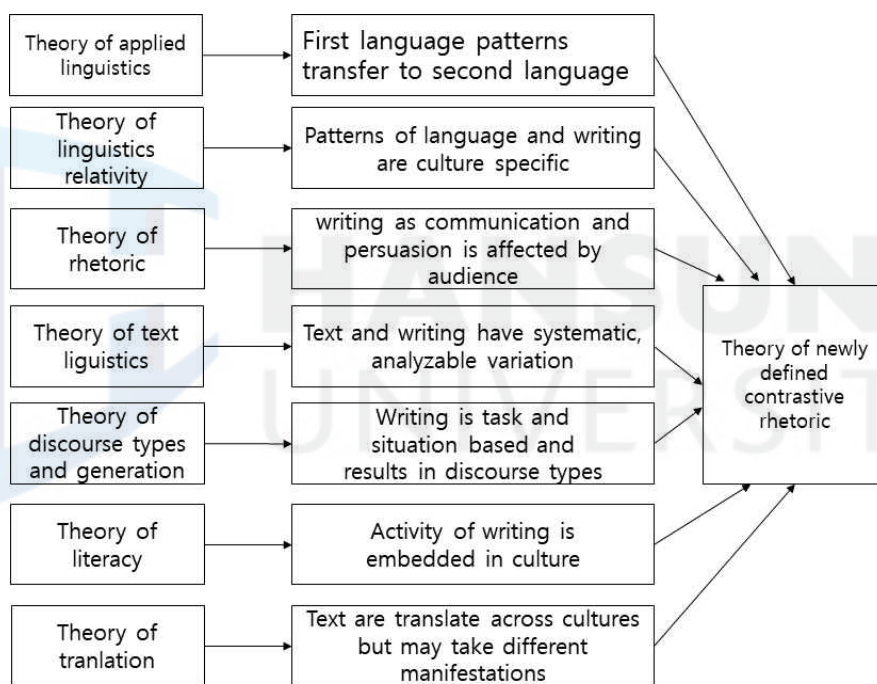 Theory of applied
linguistics
First language patterns
transfer to second language
Theory of
linguistics
relativity
Patterns of language and writing
are culture specific
Theory of
rhetoric
writing as communication and
persuasion is affected by
audience
Theory of text
liguistics
Text and writing have systematic,
analyzable variation
Theory of
discourse types
and generation
Writing is task and
situation based and
results in discourse types
Theory of
literacy
Activity of writing is
embedded in culture
Theory of
tranlation
Text are translate across cultures
but may take different
manifestations
Theory of newly
defined
contrastive
rhetoric
HANSUN
UNIVERSIT